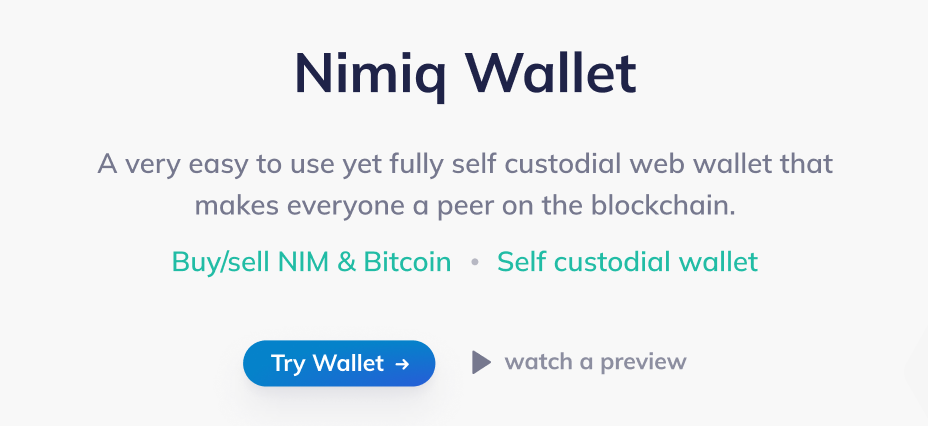 Nimiq Wallet
A very easy to use yet fully self custodial web wallet that
makes everyone a peer on the blockchain.
Buy/sell NIM & Bitcoin • Self custodial wallet
Try Wallet → watch a preview